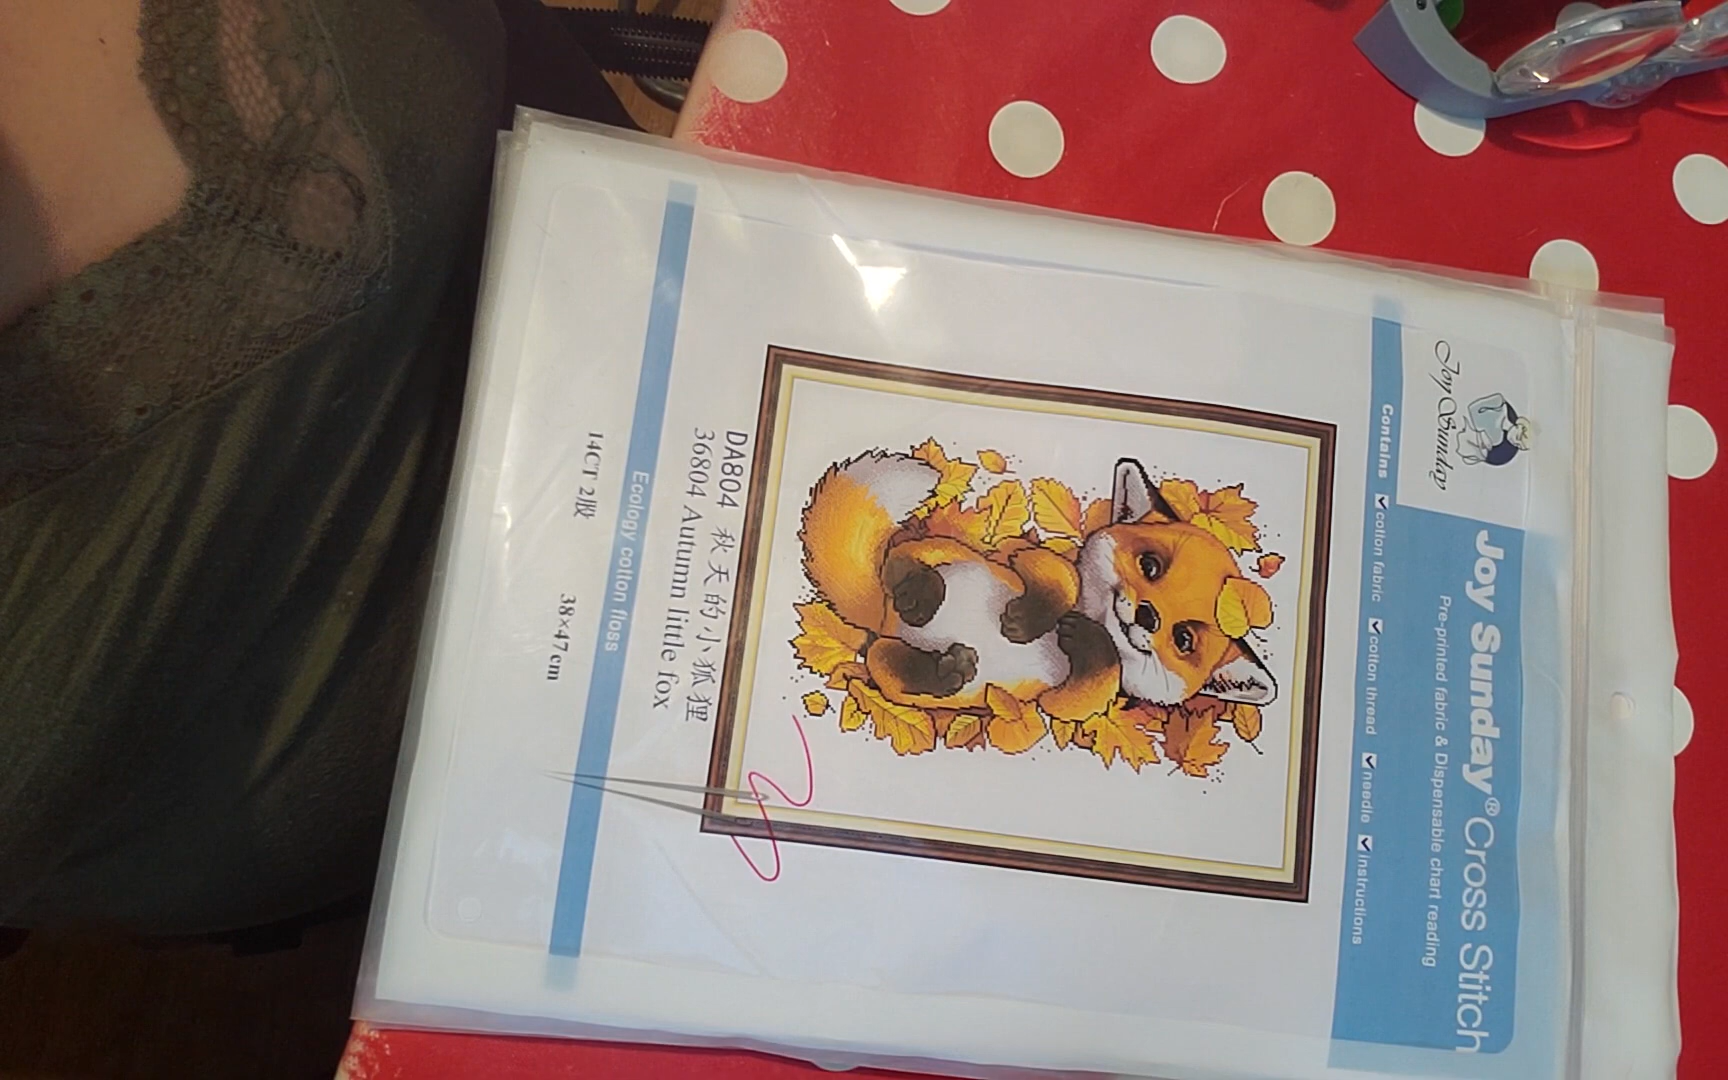 Joy Sunday
Joy Sunday® Cross Stitch
Pre-printed fabric & Dispensable chart reading
Contains ✓cotton fabric ✓cotton thread ✓needle ✓instructions
DA804 秋天的小狐狸
36804 Autumn little fox
Ecology cotton floss
14CT 2股 38×47cm